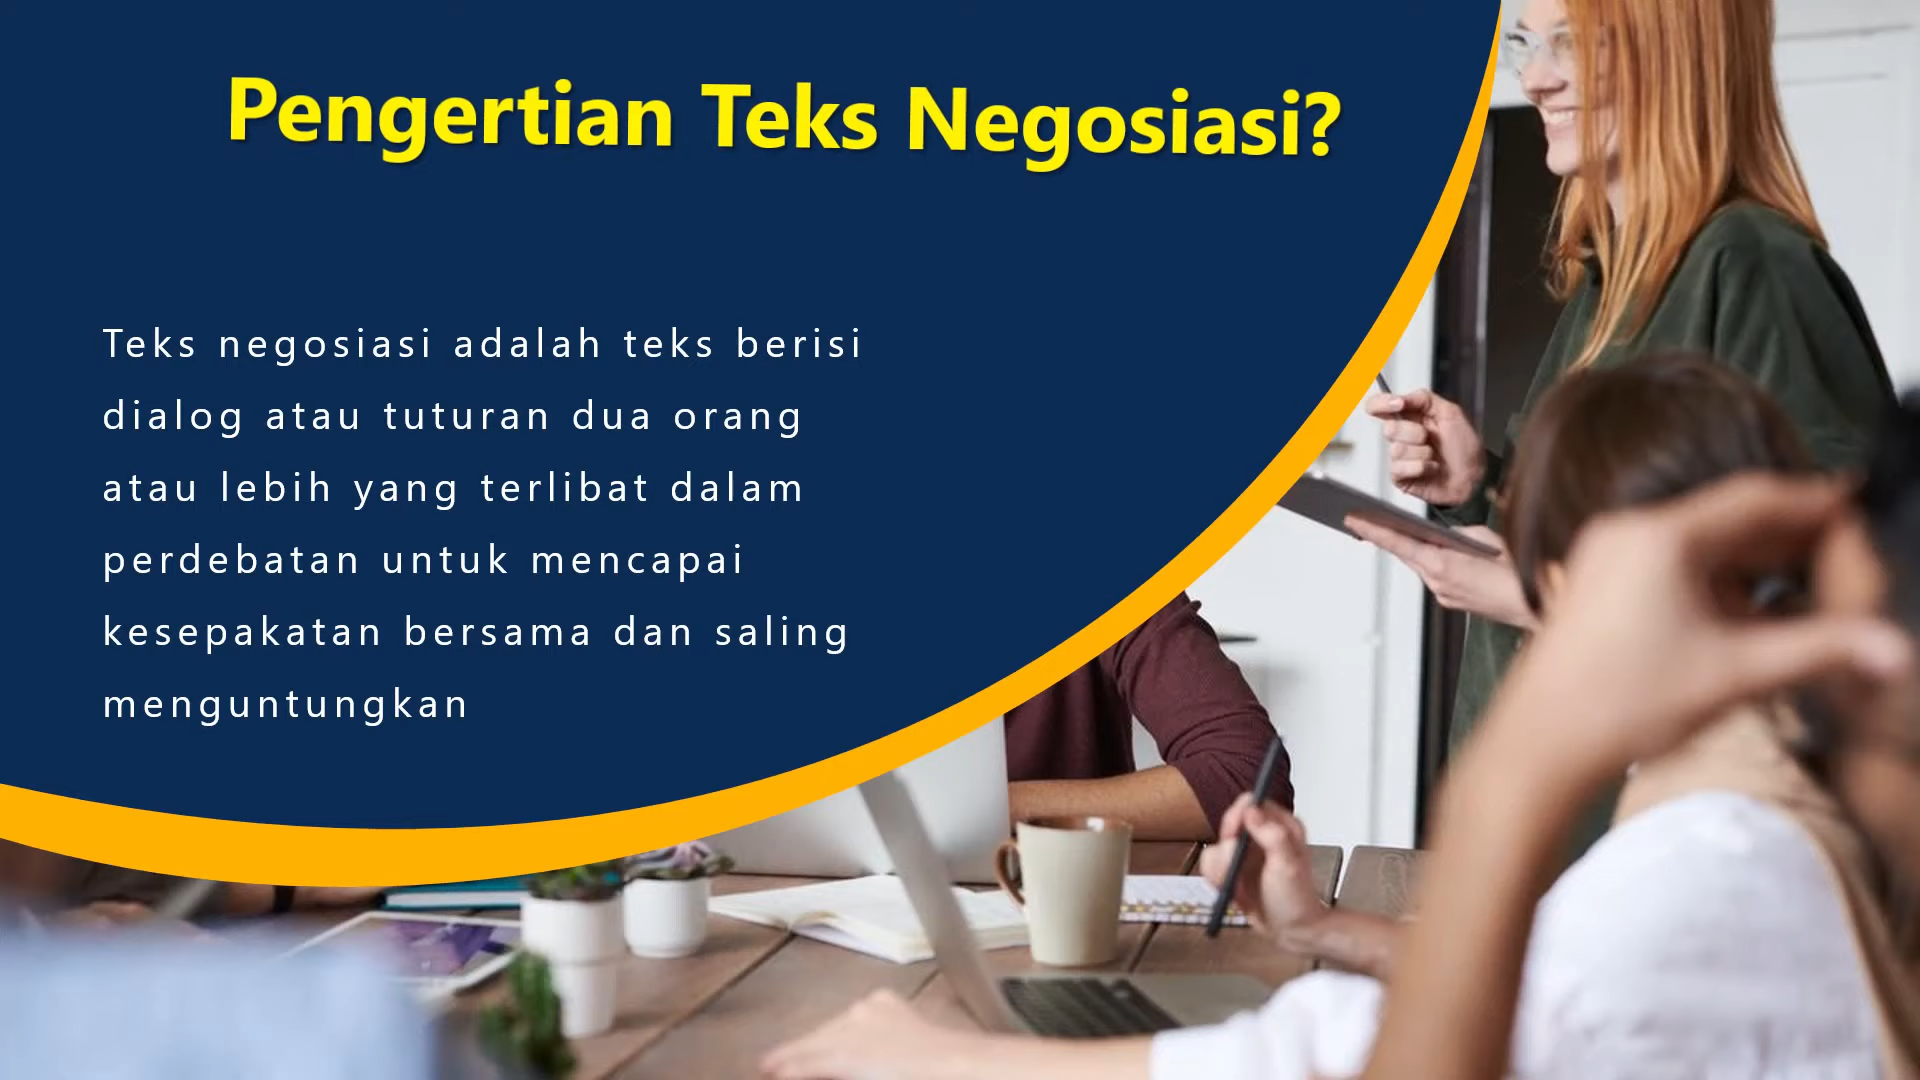 Pengertian Teks Negosiasi?
Teks negosiasi adalah teks berisi
dialog atau tuturan dua orang
atau lebih yang terlibat dalam
perdebatan untuk mencapai
kesepakatan bersama dan saling
menguntungkan